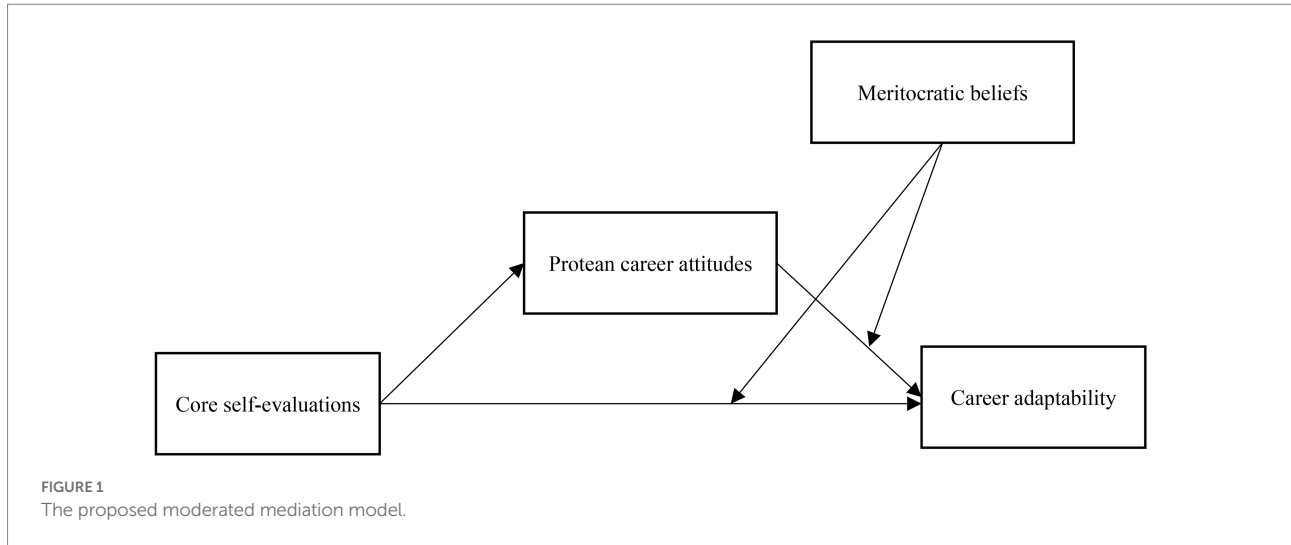 Meritocratic beliefs
Protean career attitudes
Core self-evaluations
Career adaptability
FIGURE 1
The proposed moderated mediation model.